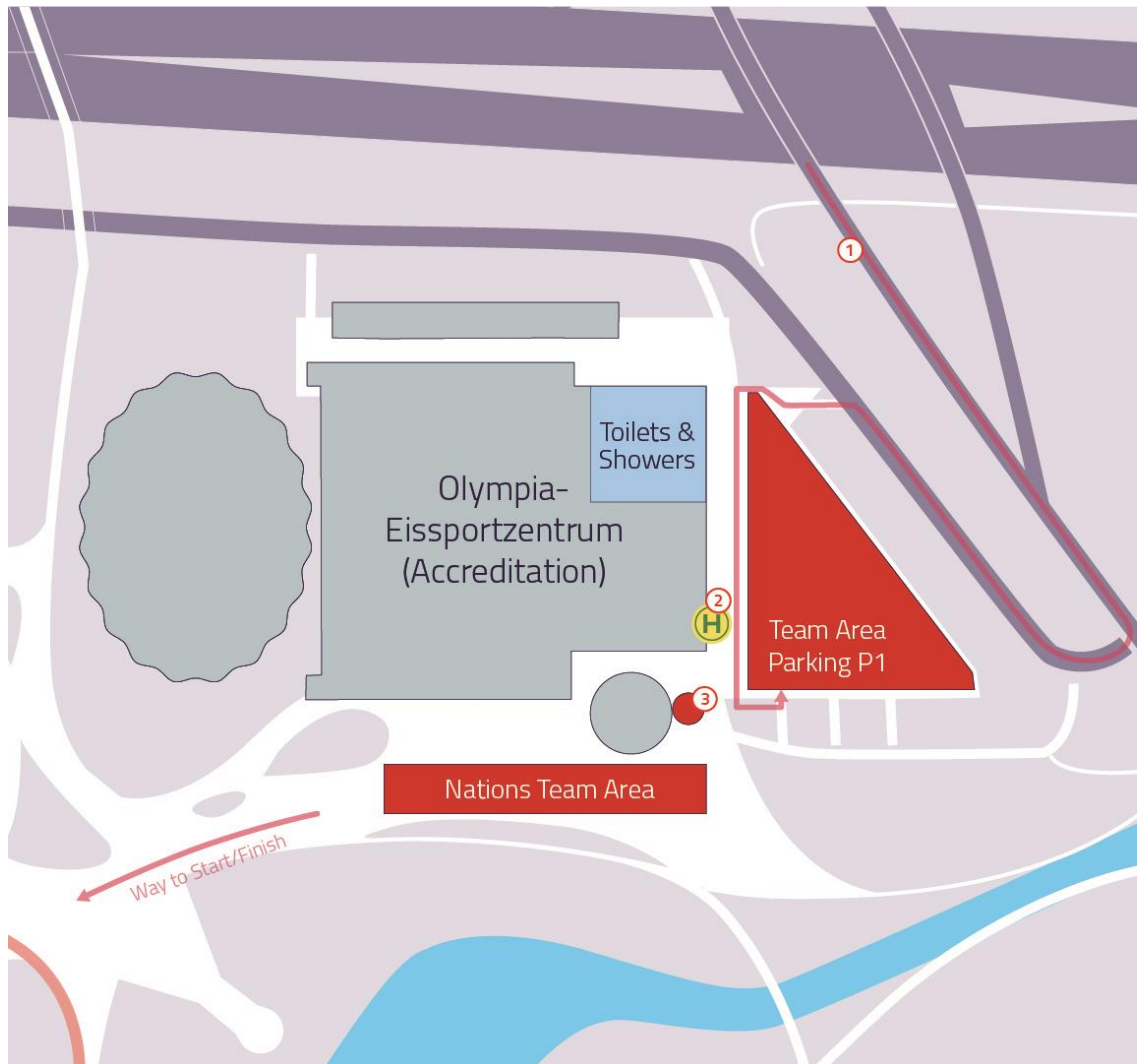 1
Toilets &
Showers
Olympia-
Eissportzentrum
(Accreditation)
2
H
Team Area
Parking P1
3
Nations Team Area
Way to Start/Finish